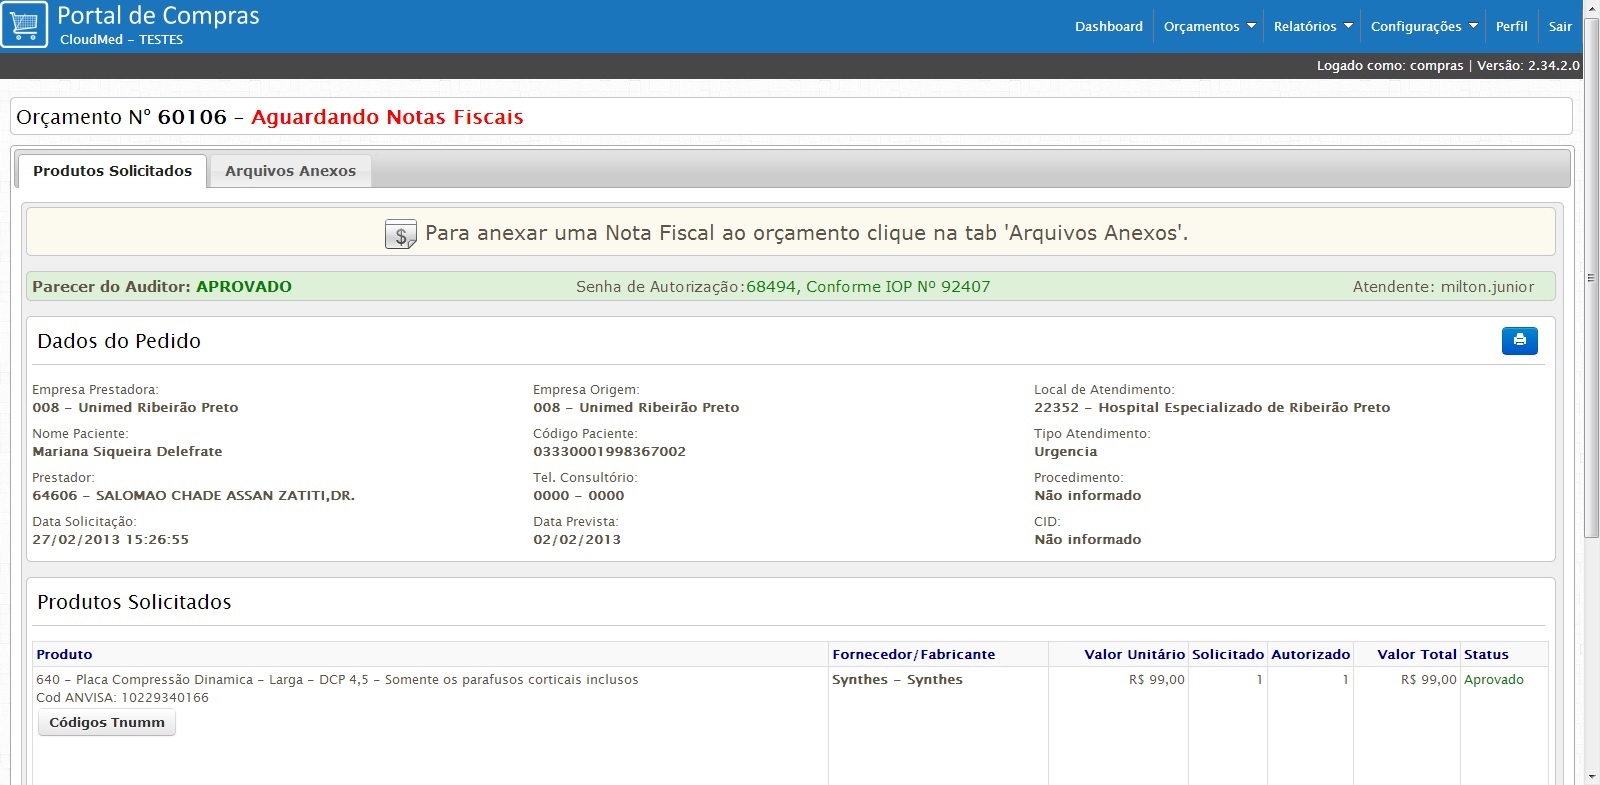 Portal de Compras
CloudMed - TESTES
Dashboard Orçamentos Relatórios Configurações Perfil Sair
Logado como: compras | Versão: 2.34.2.0
Orçamento Nº 60106 - Aguardando Notas Fiscais
Produtos Solicitados Arquivos Anexos
$ Para anexar uma Nota Fiscal ao orçamento clique na tab 'Arquivos Anexos'.
Parecer do Auditor: APROVADO Senha de Autorização:68494, Conforme IOP Nº 92407 Atendente: milton.junior
Dados do Pedido
Empresa Prestadora: Empresa Origem: Local de Atendimento:
008 - Unimed Ribeirão Preto 008 - Unimed Ribeirão Preto 22352 - Hospital Especializado de Ribeirão Preto
Nome Paciente: Código Paciente: Tipo Atendimento:
Mariana Siqueira Delefrate 03330001998367002 Urgencia
Prestador: Tel. Consultório: Procedimento:
64606 - SALOMAO CHADE ASSAN ZATITI,DR. 0000 - 0000 Não informado
Data Solicitação: Data Prevista: CID:
27/02/2013 15:26:55 02/02/2013 Não informado
Produtos Solicitados
Produto Fornecedor/Fabricante Valor Unitário Solicitado Autorizado Valor Total Status
640 - Placa Compressão Dinamica - Larga - DCP 4,5 - Somente os parafusos corticais inclusos Synthes - Synthes R$ 99,00 1 1 R$ 99,00 Aprovado
Cod ANVISA: 10229340166
Códigos Tnumm